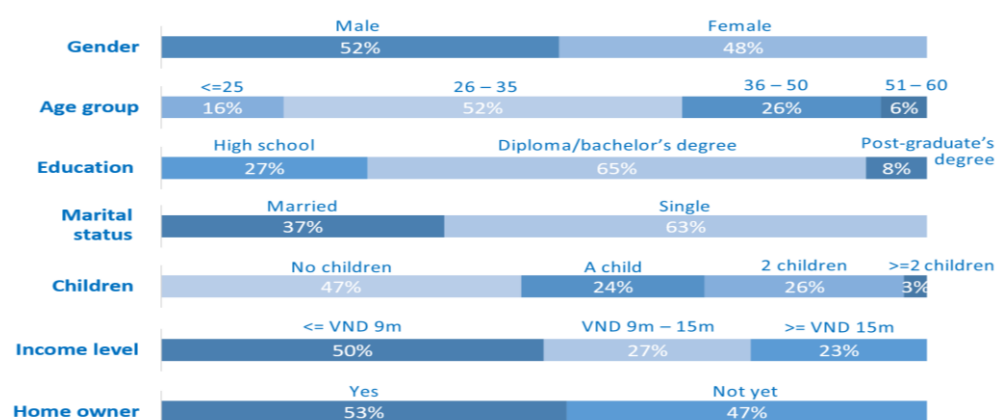 Male Female
Gender 52% 48%
<=25 26 – 35 36 – 50 51 – 60
Age group 16% 52% 26% 6%
High school Diploma/bachelor's degree Post-graduate's degree
Education 27% 65% 8%
Married Single
Marital status 37% 63%
No children A child 2 children >=2 children
Children 47% 24% 26% 3%
<= VND 9m VND 9m – 15m >= VND 15m
Income level 50% 27% 23%
Yes Not yet
Home owner 53% 47%